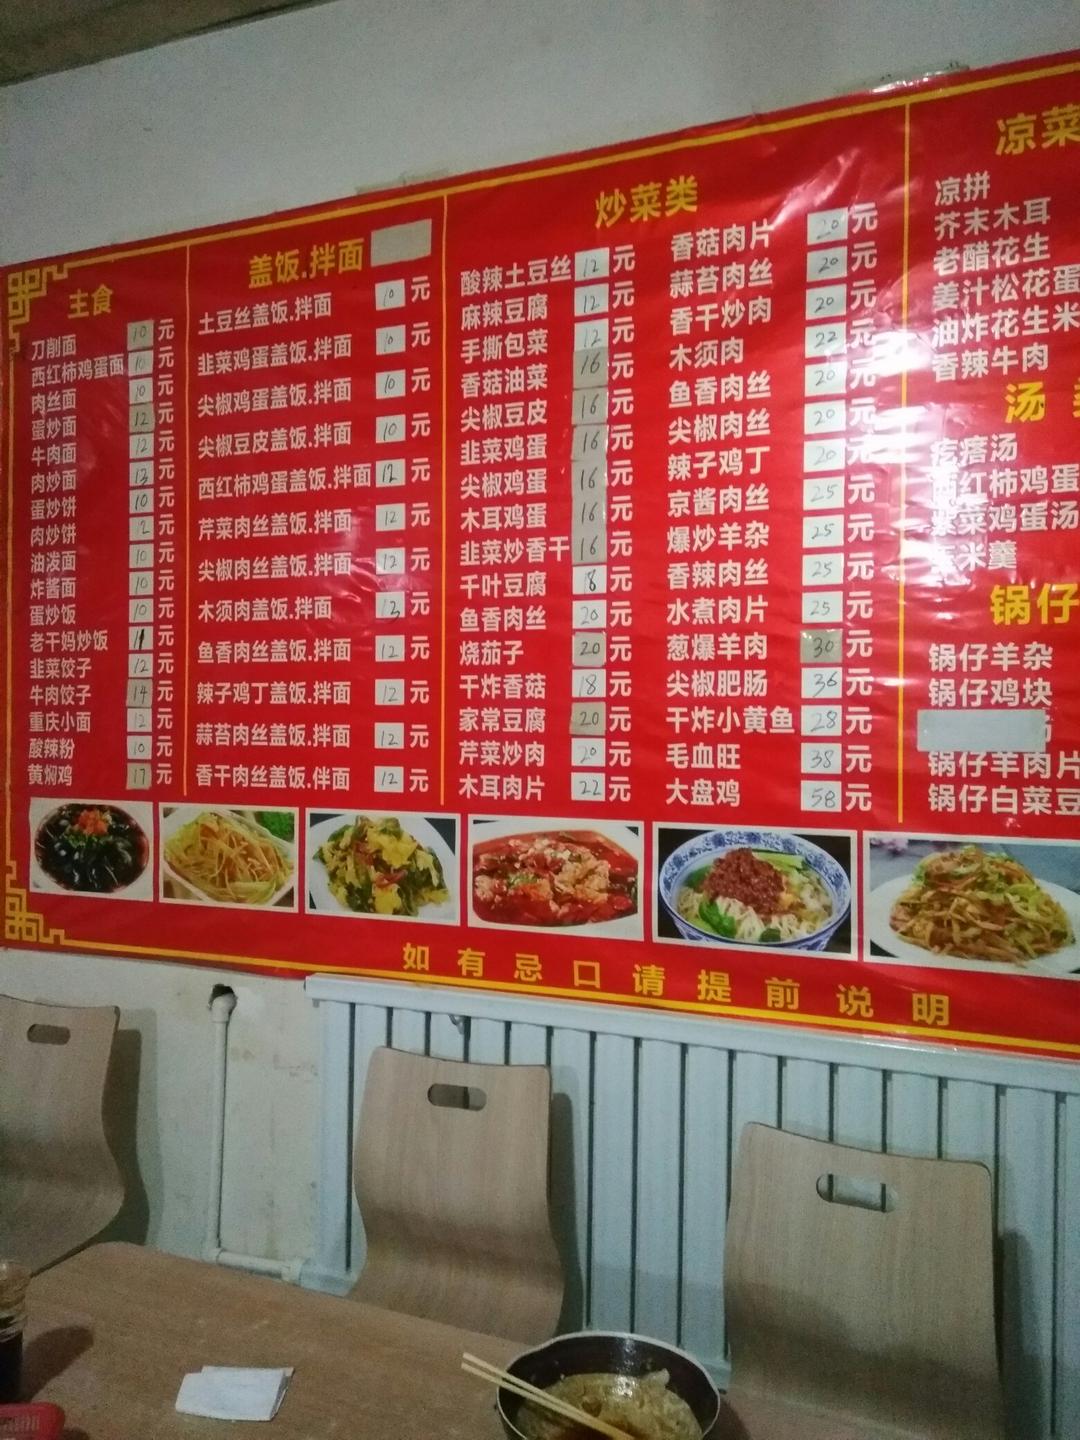 主食
刀削面 10 元
西红柿鸡蛋面 10 元
肉丝面 10 元
蛋炒面 12 元
牛肉面 12 元
肉炒面 13 元
蛋炒饼 10 元
肉炒饼 12 元
油泼面 10 元
炸酱面 10 元
蛋炒饭 10 元
老干妈炒饭 11 元
韭菜饺子 12 元
牛肉饺子 14 元
重庆小面 12 元
酸辣粉 10 元
黄焖鸡 17 元
盖饭.拌面
土豆丝盖饭.拌面 10 元
韭菜鸡蛋盖饭.拌面 10 元
尖椒鸡蛋盖饭.拌面 10 元
尖椒豆皮盖饭.拌面 10 元
西红柿鸡蛋盖饭.拌面 12 元
芹菜肉丝盖饭.拌面 12 元
尖椒肉丝盖饭.拌面 12 元
木须肉盖饭.拌面 13 元
鱼香肉丝盖饭.拌面 12 元
辣子鸡丁盖饭.拌面 12 元
蒜苔肉丝盖饭.拌面 12 元
香干肉丝盖饭.伴面 12 元
炒菜类
酸辣土豆丝 12 元
麻辣豆腐 12 元
手撕包菜 12 元
香菇油菜 16 元
尖椒豆皮 16 元
韭菜鸡蛋 16 元
尖椒鸡蛋 16 元
木耳鸡蛋 16 元
韭菜炒香干 16 元
千叶豆腐 18 元
鱼香肉丝 20 元
烧茄子 20 元
干炸香菇 18 元
家常豆腐 20 元
芹菜炒肉 20 元
木耳肉片 22 元
香菇肉片 20 元
蒜苔肉丝 20 元
香干炒肉 20 元
木须肉 22 元
鱼香肉丝 20 元
尖椒肉丝 20 元
辣子鸡丁 20 元
京酱肉丝 25 元
爆炒羊杂 25 元
香辣肉丝 25 元
水煮肉片 25 元
葱爆羊肉 30 元
尖椒肥肠 36 元
干炸小黄鱼 28 元
毛血旺 38 元
大盘鸡 58 元
凉菜
凉拼
芥末木耳
老醋花生
姜汁松花蛋
油炸花生米
香辣牛肉
汤
疙瘩汤
西红柿鸡蛋
紫菜鸡蛋汤
玉米羹
锅仔
锅仔羊杂
锅仔鸡块
锅仔羊肉片
锅仔白菜豆
如有忌口请提前说明